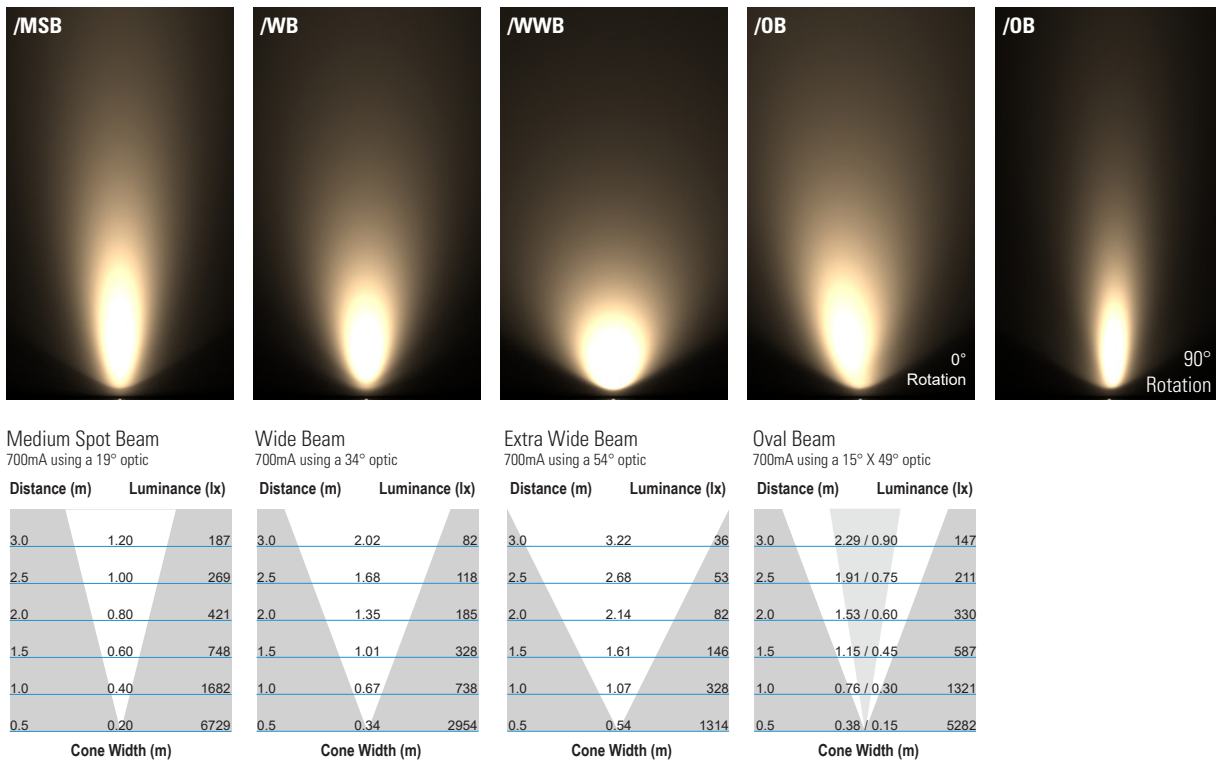 /MSB
/WB
/WWB
/OB
0°
Rotation
/OB
90°
Rotation
Medium Spot Beam
700mA using a 19° optic
Distance (m) Luminance (lx)
3.0 1.20 187
2.5 1.00 269
2.0 0.80 421
1.5 0.60 748
1.0 0.40 1682
0.5 0.20 6729
Cone Width (m)
Wide Beam
700mA using a 34° optic
Distance (m) Luminance (lx)
3.0 2.02 82
2.5 1.68 118
2.0 1.35 185
1.5 1.01 328
1.0 0.67 738
0.5 0.34 2954
Cone Width (m)
Extra Wide Beam
700mA using a 54° optic
Distance (m) Luminance (lx)
3.0 3.22 36
2.5 2.68 53
2.0 2.14 82
1.5 1.61 146
1.0 1.07 328
0.5 0.54 1314
Cone Width (m)
Oval Beam
700mA using a 15° X 49° optic
Distance (m) Luminance (lx)
3.0 2.29 / 0.90 147
2.5 1.91 / 0.75 211
2.0 1.53 / 0.60 330
1.5 1.15 / 0.45 587
1.0 0.76 / 0.30 1321
0.5 0.38 / 0.15 5282
Cone Width (m)